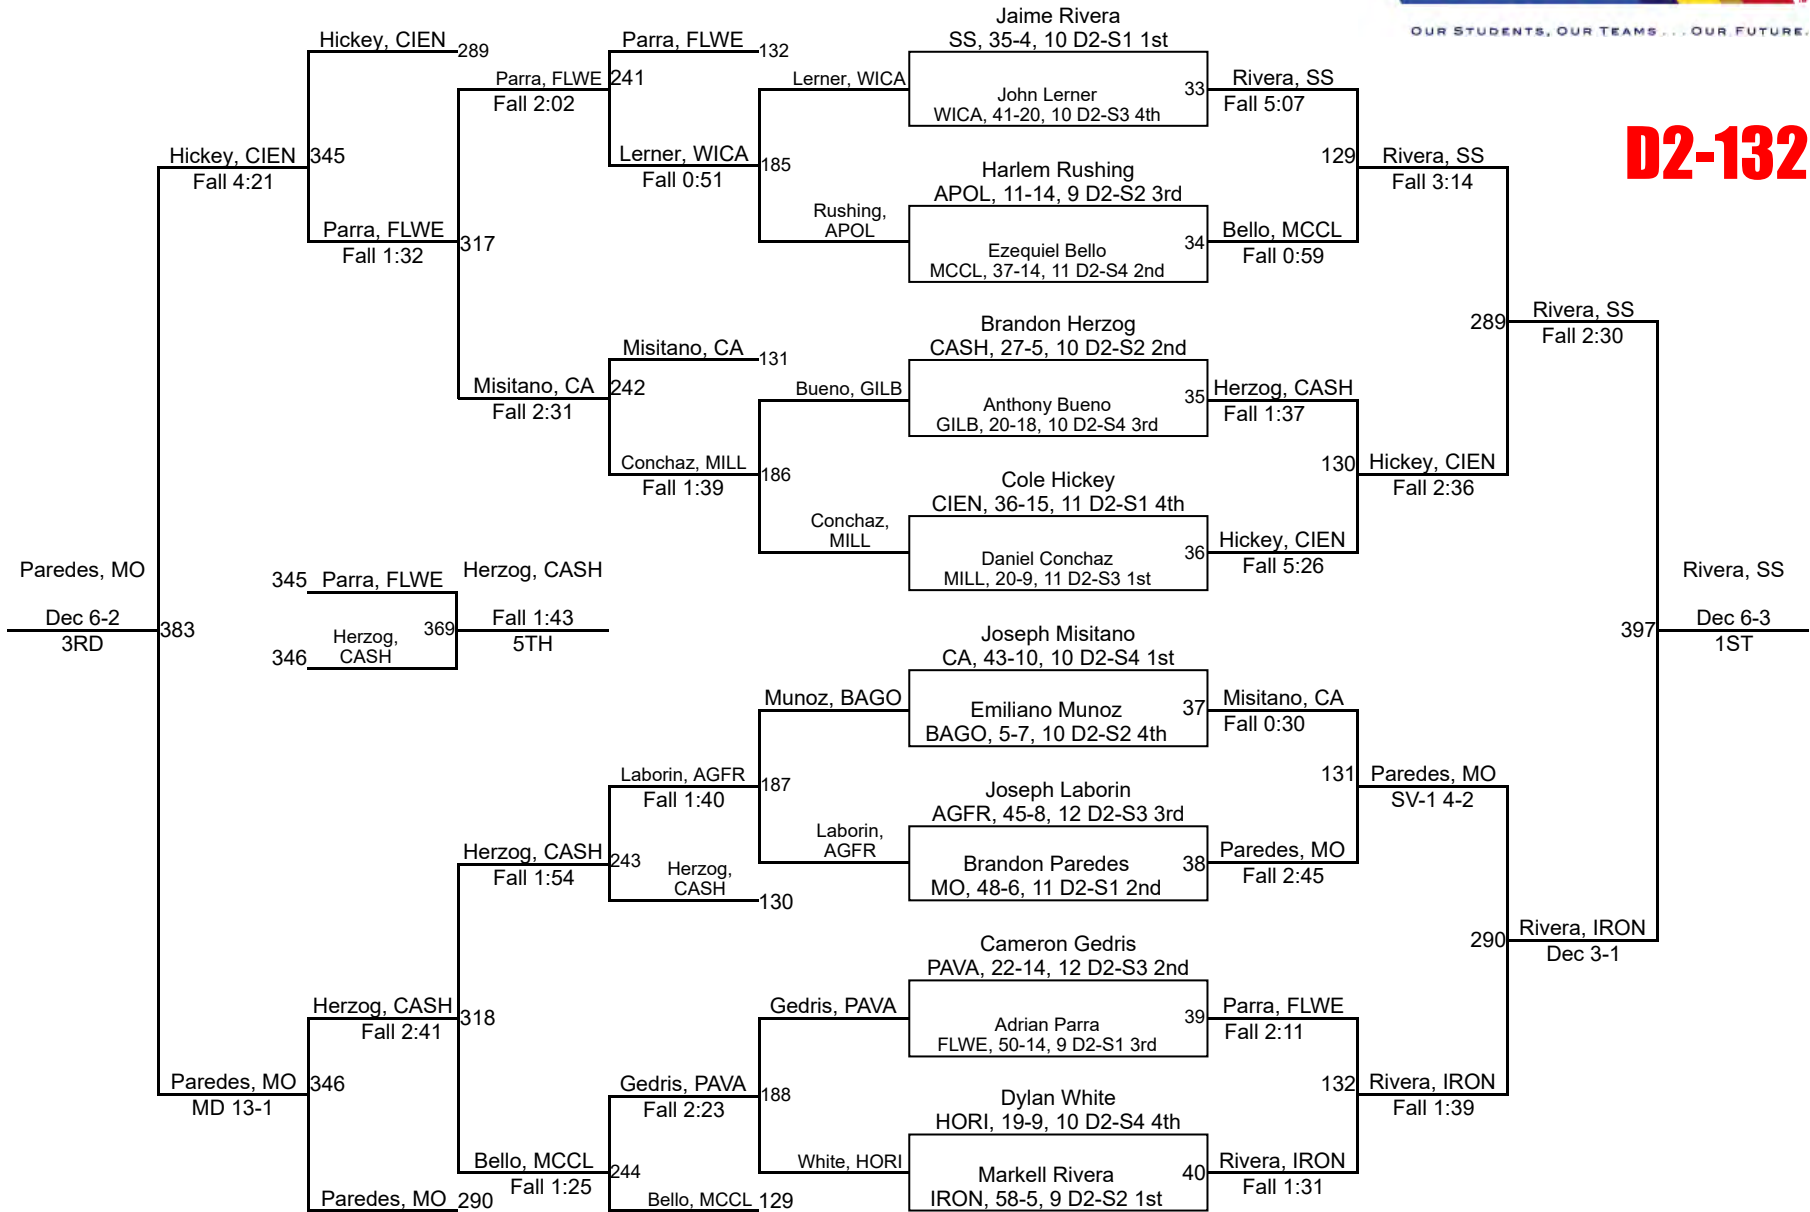 OUR STUDENTS, OUR TEAMS . . . OUR FUTURE.
D2-132
Jaime Rivera
SS, 35-4, 10 D2-S1 1st
John Lerner
WICA, 41-20, 10 D2-S3 4th
33
Harlem Rushing
APOL, 11-14, 9 D2-S2 3rd
Ezequiel Bello
MCCL, 37-14, 11 D2-S4 2nd
34
Brandon Herzog
CASH, 27-5, 10 D2-S2 2nd
Anthony Bueno
GILB, 20-18, 10 D2-S4 3rd
35
Cole Hickey
CIEN, 36-15, 11 D2-S1 4th
Daniel Conchaz
MILL, 20-9, 11 D2-S3 1st
36
Joseph Misitano
CA, 43-10, 10 D2-S4 1st
Emiliano Munoz
BAGO, 5-7, 10 D2-S2 4th
37
Joseph Laborin
AGFR, 45-8, 12 D2-S3 3rd
Brandon Paredes
MO, 48-6, 11 D2-S1 2nd
38
Cameron Gedris
PAVA, 22-14, 12 D2-S3 2nd
Adrian Parra
FLWE, 50-14, 9 D2-S1 3rd
39
Dylan White
HORI, 19-9, 10 D2-S4 4th
Markell Rivera
IRON, 58-5, 9 D2-S2 1st
40
Rivera, SS
Fall 5:07
129
Bello, MCCL
Fall 0:59
Herzog, CASH
Fall 1:37
130
Hickey, CIEN
Fall 5:26
Misitano, CA
Fall 0:30
131
Paredes, MO
Fall 2:45
Parra, FLWE
Fall 2:11
132
Rivera, IRON
Fall 1:31
Rivera, SS
Fall 3:14
289
Hickey, CIEN
Fall 2:36
Paredes, MO
SV-1 4-2
290
Rivera, IRON
Fall 1:39
Rivera, SS
Fall 2:30
397
Rivera, IRON
Dec 3-1
Rivera, SS
Dec 6-3
1ST
Lerner, WICA
185
Rushing,
APOL
Bueno, GILB
186
Conchaz,
MILL
Munoz, BAGO
187
Laborin,
AGFR
Gedris, PAVA
188
White, HORI
Parra, FLWE
132
241
Lerner, WICA
Fall 0:51
Misitano, CA
131
242
Conchaz, MILL
Fall 1:39
Laborin, AGFR
Fall 1:40
243
Herzog,
CASH
130
Gedris, PAVA
Fall 2:23
244
Bello, MCCL
129
Parra, FLWE
Fall 2:02
317
Misitano, CA
Fall 2:31
Herzog, CASH
Fall 1:54
318
Bello, MCCL
Fall 1:25
Hickey, CIEN
289
345
Parra, FLWE
Fall 1:32
Herzog, CASH
Fall 2:41
346
Paredes, MO
290
Hickey, CIEN
Fall 4:21
383
Paredes, MO
MD 13-1
Paredes, MO
Dec 6-2
3RD
345
Parra, FLWE
346
Herzog,
CASH
369
Herzog, CASH
Fall 1:43
5TH